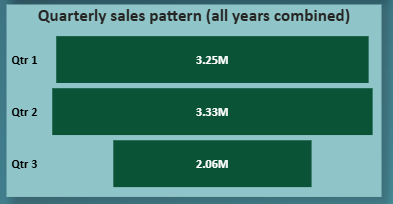 Quarterly sales pattern (all years combined)
Qtr 1 3.25M
Qtr 2 3.33M
Qtr 3 2.06M